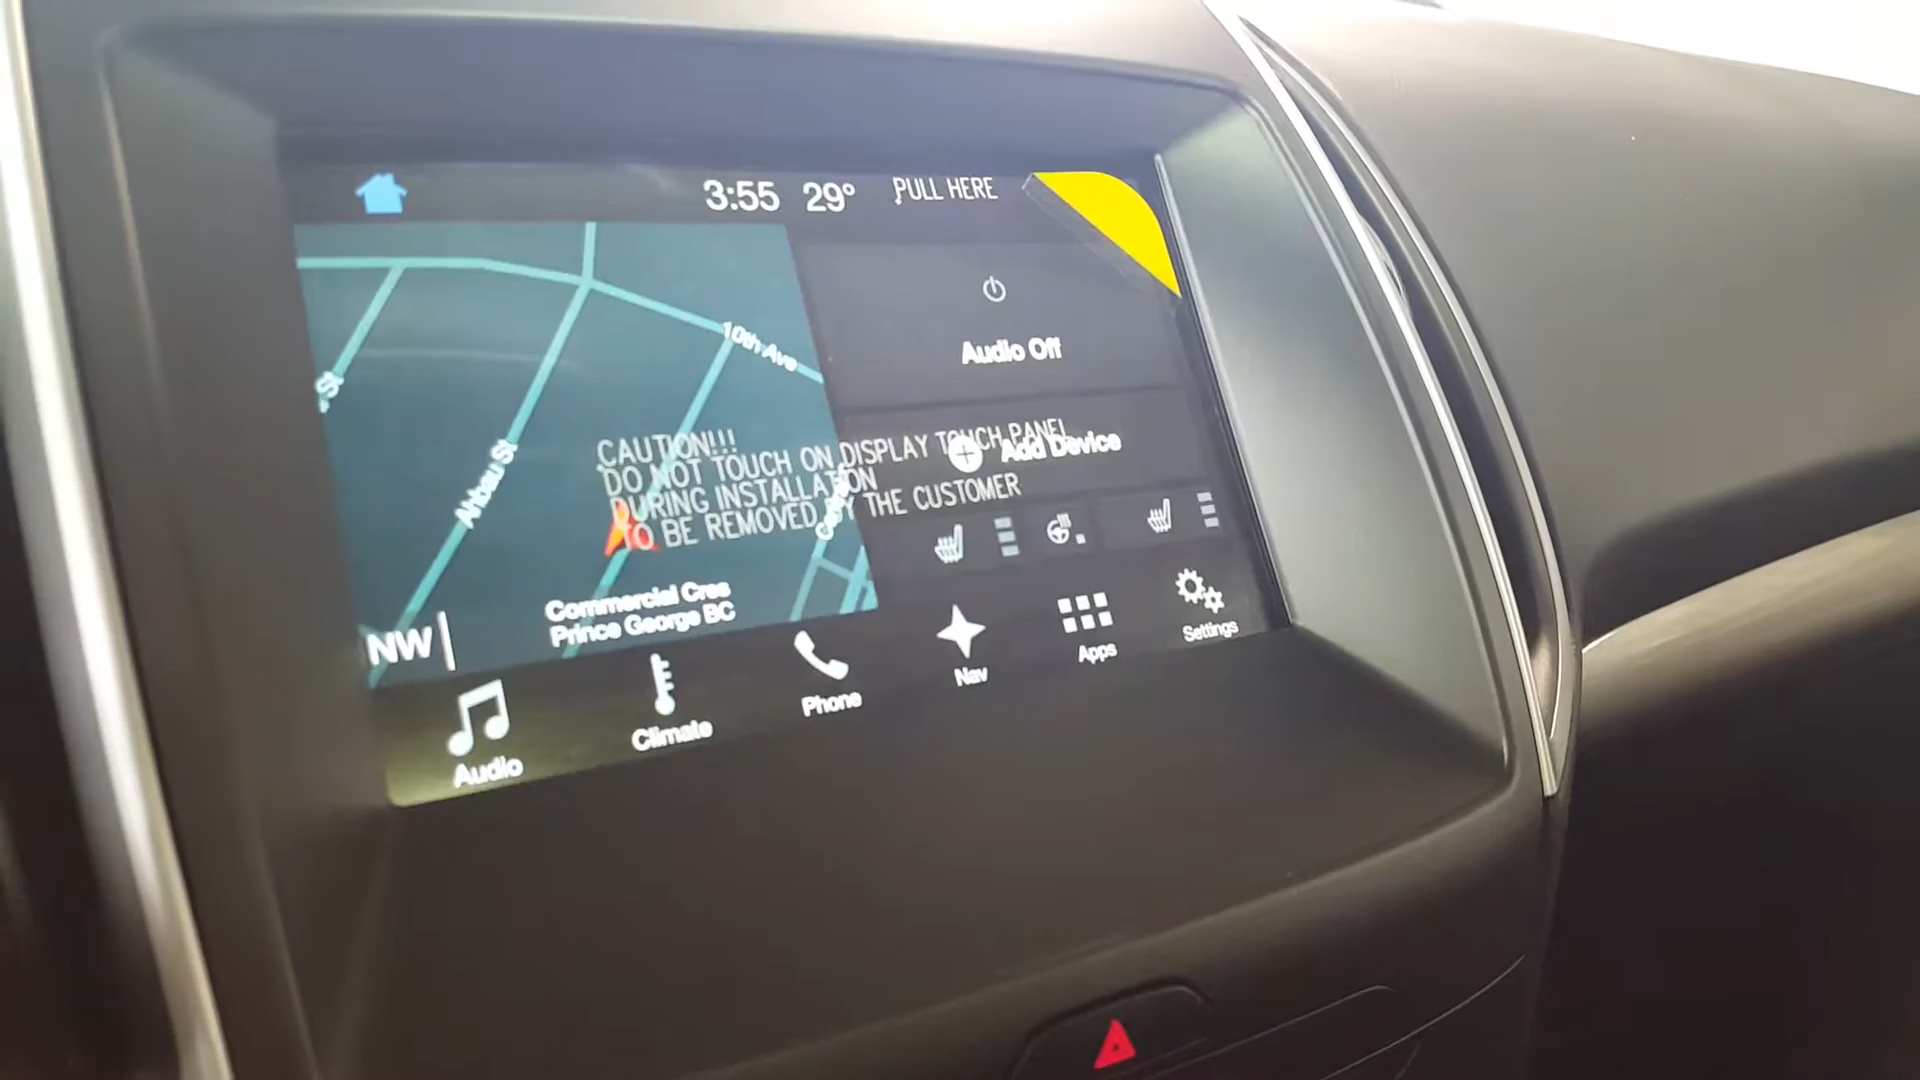 3:55 29° PULL HERE
10th Ave
Audio Off
St
Ahbau St
CAUTION!!!
DO NOT TOUCH ON DISPLAY TOUCH PANEL
DURING INSTALLATION
TO BE REMOVED BY THE CUSTOMER
Add Device
Commercial Cres
Prince George BC
NW
Audio
Climate
Phone
Nav
Apps
Settings